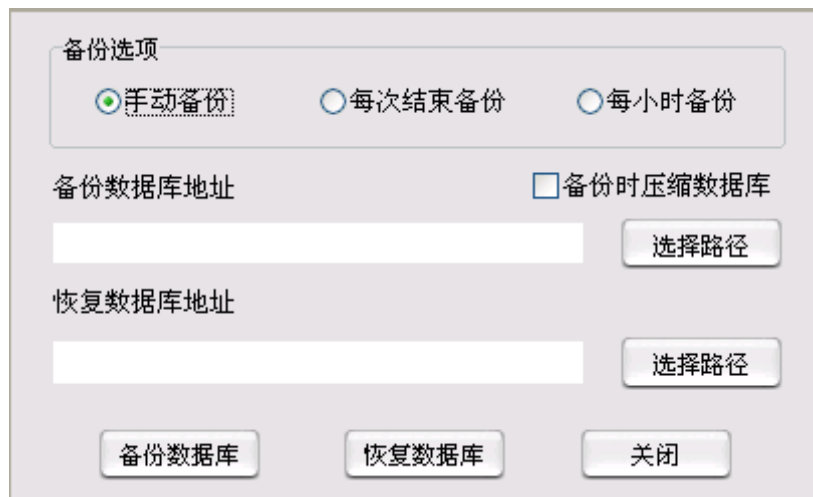 备份选项
手动备份 每次结束备份 每小时备份
备份数据库地址 备份时压缩数据库
选择路径
恢复数据库地址
选择路径
备份数据库 恢复数据库 关闭